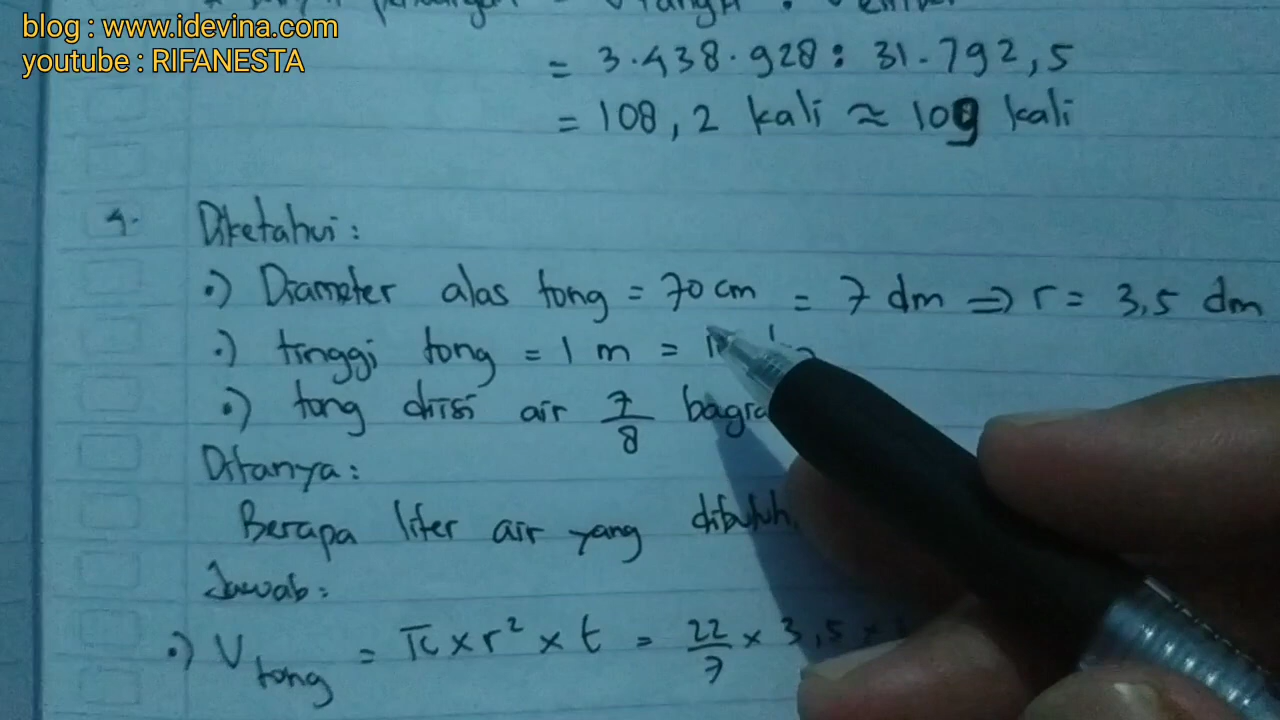 blog : www.idevina.com
youtube : RIFANESTA
= 3.438.928 : 31.792,5
= 108,2 kali ≈ 109 kali
4. Diketahui :
•) Diameter alas tong = 70 cm = 7 dm ⇒ r = 3,5 dm
•) tinggi tong = 1 m =
•) tong diisi air 7/8
Ditanya :
Berapa liter air yang
Jawab :
•) V tong = π x r² x t = 22/7 x 3,5